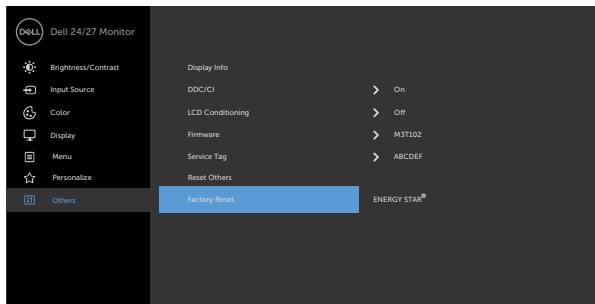 DELL Dell 24/27 Monitor
Brightness/Contrast Display Info
Input Source DDC/CI On
Color LCD Conditioning Off
Display Firmware M3T102
Menu Service Tag ABCDEF
Personalize Reset Others
Others Factory Reset ENERGY STAR®